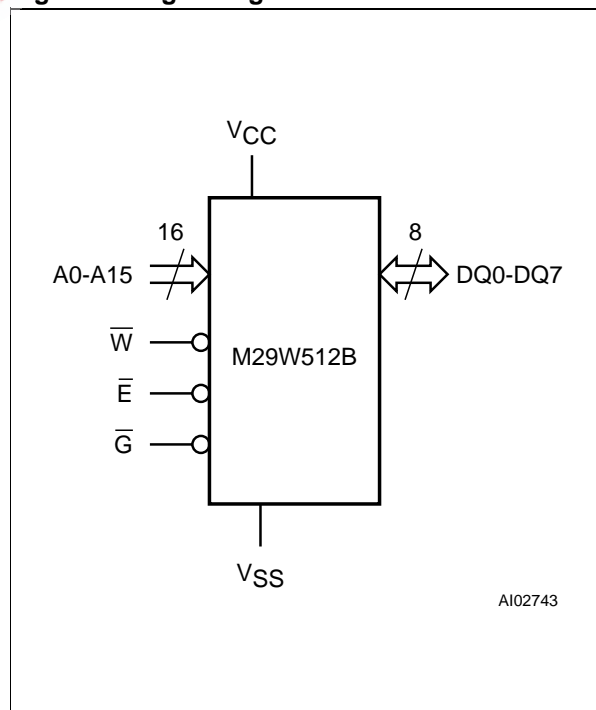 VCC
16
8
A0-A15
DQ0-DQ7
W̅
M29W512B
E̅
G̅
VSS
AI02743